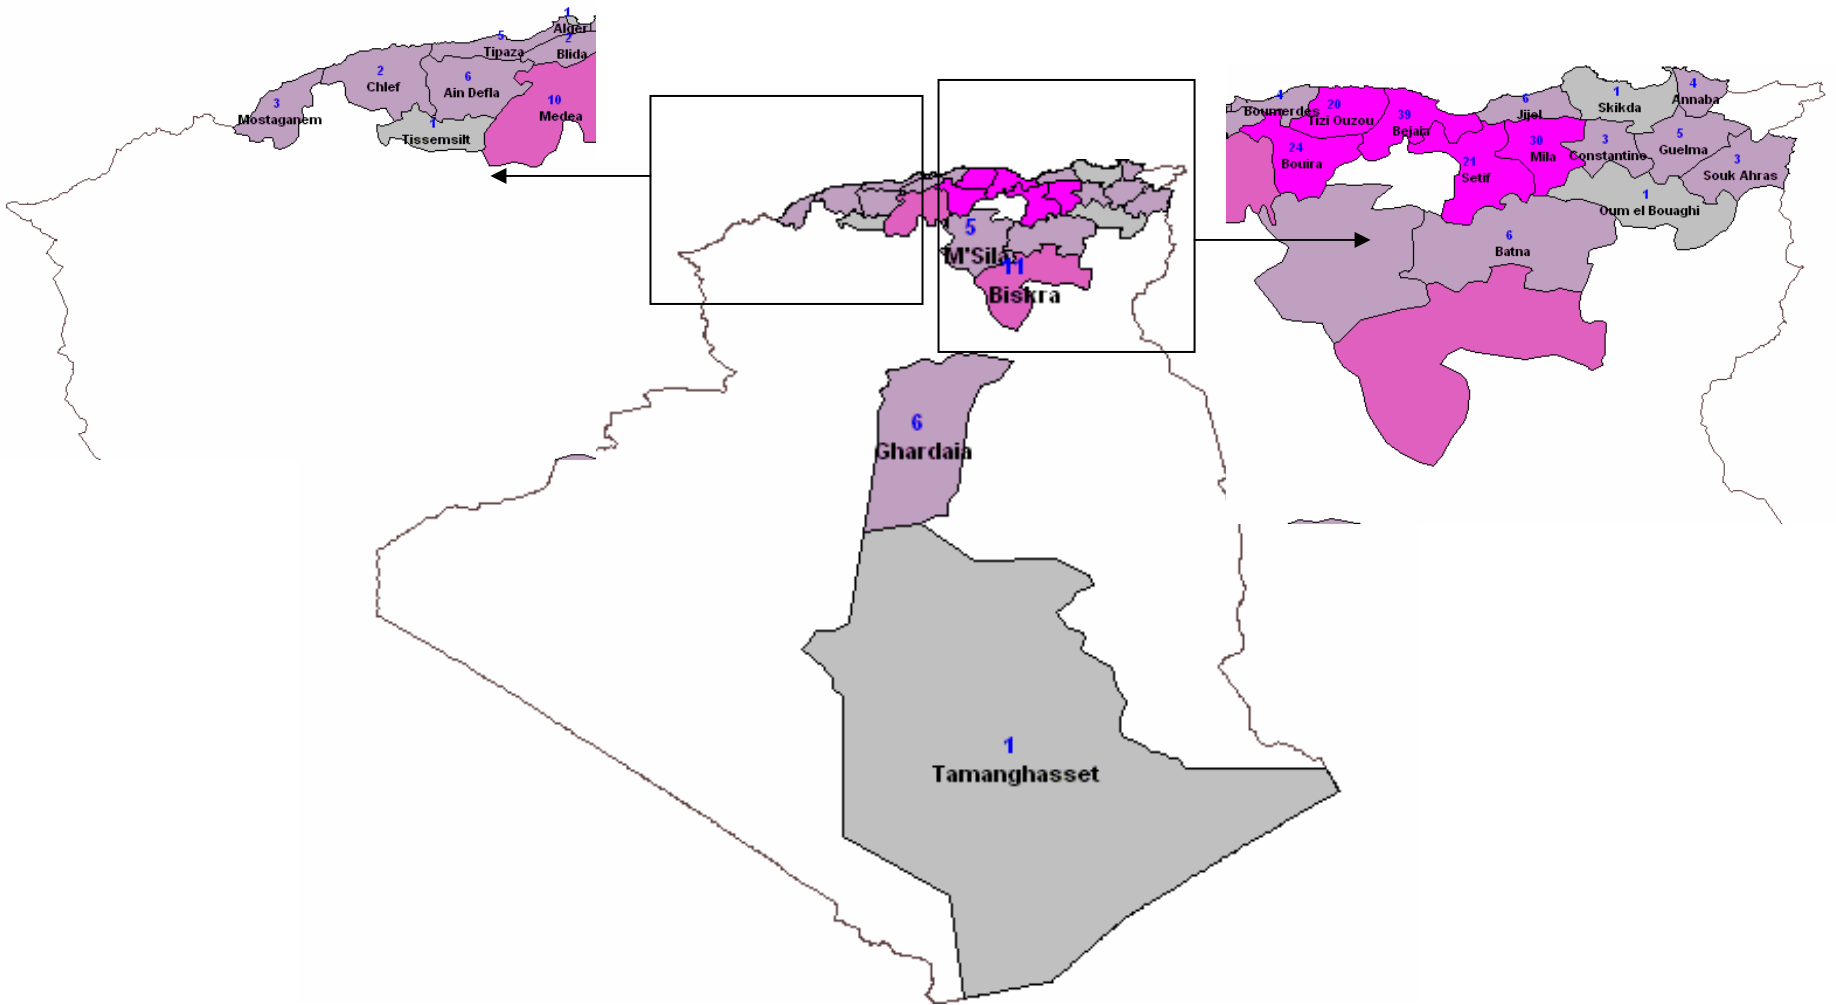 1
Alger
5
Tipaza
2
Blida
2
Chlef
6
Ain Defla
10
Medea
3
Mostaganem
1
Tissemsilt
4
Boumerdes
20
Tizi Ouzou
39
Bejaia
6
Jijel
1
Skikda
4
Annaba
24
Bouira
21
Setif
30
Mila
3
Constantine
5
Guelma
3
Souk Ahras
1
Oum el Bouaghi
6
Batna
5
M'Sila
11
Biskra
6
Ghardaia
1
Tamanghasset